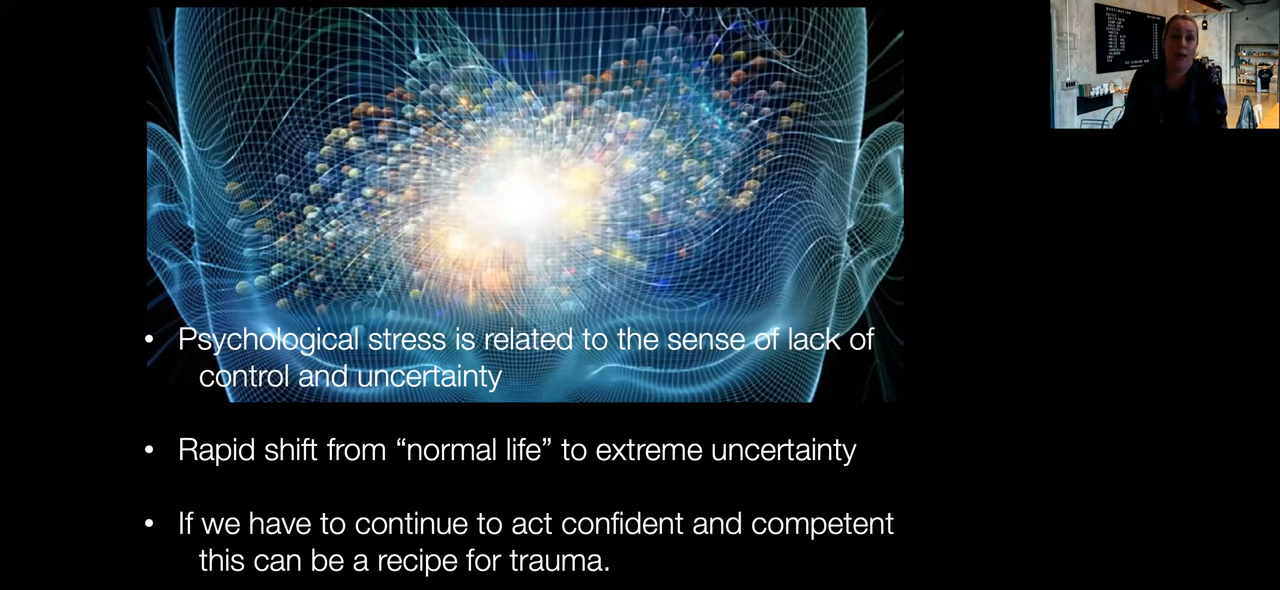 • Psychological stress is related to the sense of lack of
control and uncertainty
• Rapid shift from “normal life” to extreme uncertainty
• If we have to continue to act confident and competent
this can be a recipe for trauma.